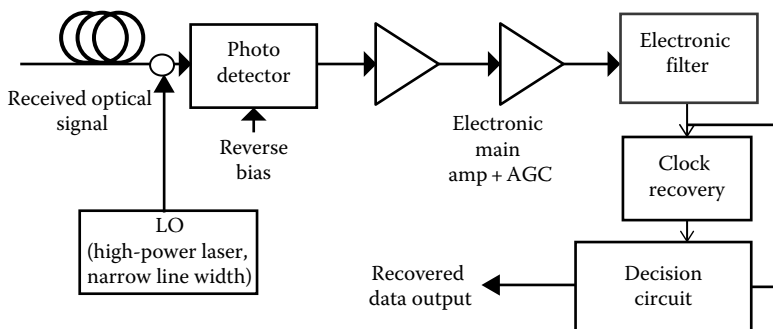 Photo
detector
Electronic
filter
Received optical
signal
Reverse
bias
Electronic
main
amp + AGC
Clock
recovery
LO
(high-power laser,
narrow line width)
Recovered
data output
Decision
circuit